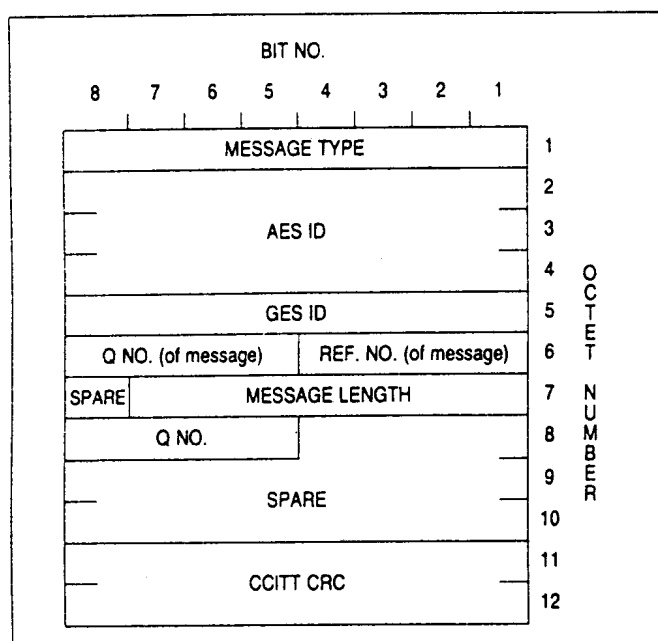 BIT NO.
8 7 6 5 4 3 2 1
MESSAGE TYPE 1
2
AES ID 3
4
GES ID 5
Q NO. (of message) REF. NO. (of message) 6
SPARE MESSAGE LENGTH 7
Q NO. 8
9
SPARE 10
11
CCITT CRC 12
OCTET NUMBER